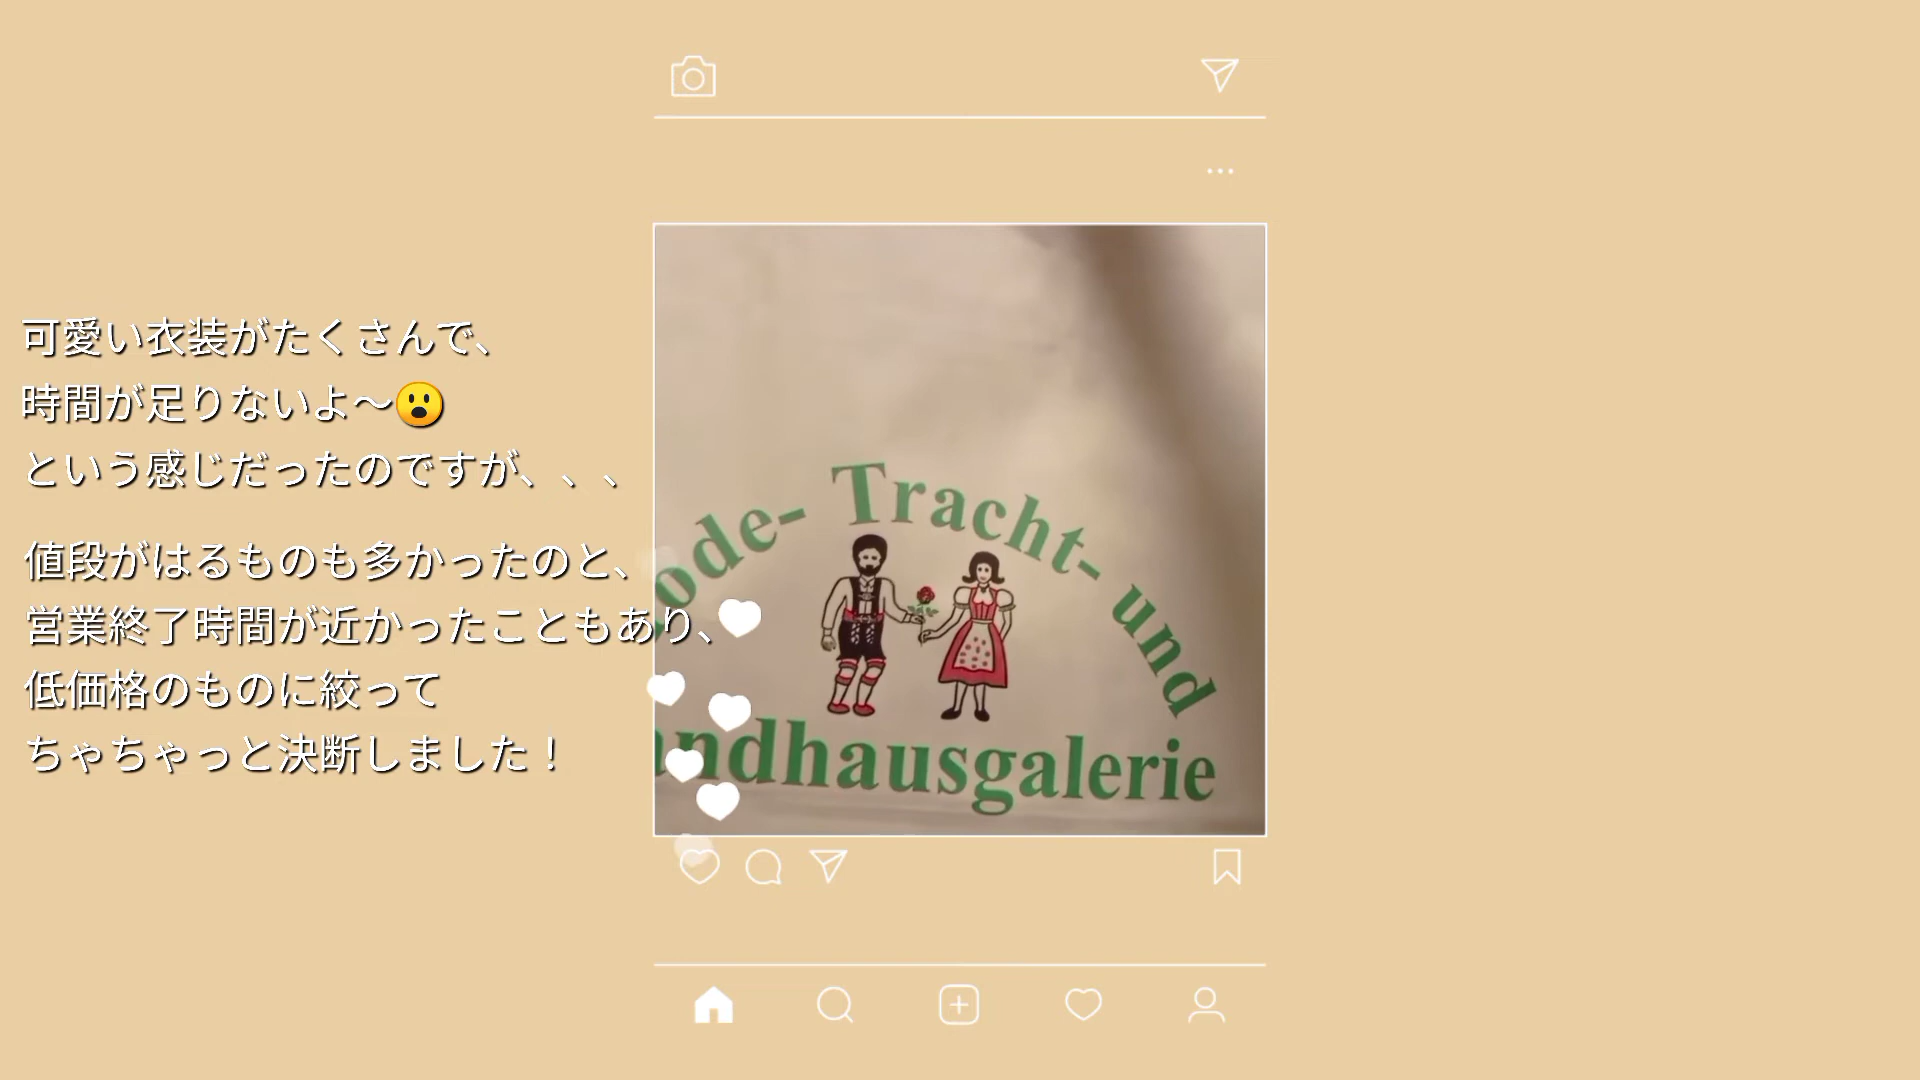 可愛い衣装がたくさんで、
時間が足りないよ〜😮
という感じだったのですが、、、
値段がはるものも多かったのと、
営業終了時間が近かったこともあり、
低価格のものに絞って
ちゃちゃっと決断しました！
ode- Tracht- und
andhausgalerie